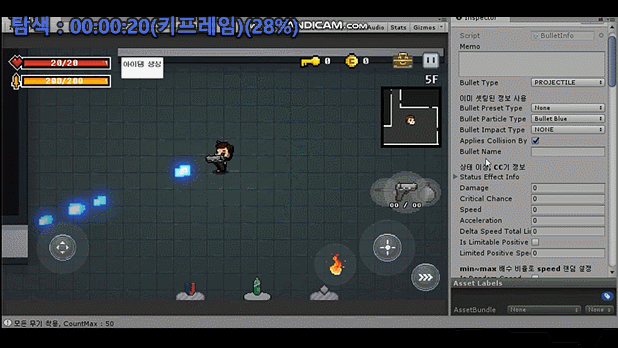 탐색 : 00:00:20(키프레임)(28%)
ANDICAM.com
Stats
Gizmos
Inspector
20/20
200/200
아이템 생성
0
0
5F
00 / 00
Script
BulletInfo
Memo
Bullet Type
PROJECTILE
이미 셋팅된 정보 사용
Bullet Preset Type
None
Bullet Particle Type
Bullet Blue
Bullet Impact Type
NONE
Applies Collision By
Bullet Name
상태 이상, CC기 정보
Status Effect Info
Damage
0
Critical Chance
0
Speed
0
Acceleration
0
Delta Speed Total Li
0
Is Limitable Positive
Limited Positive Spe
0
min~max 배수 비율로 speed 랜덤 설정
Asset Labels
AssetBundle
None
None
모든 무기 착용, CountMax : 50